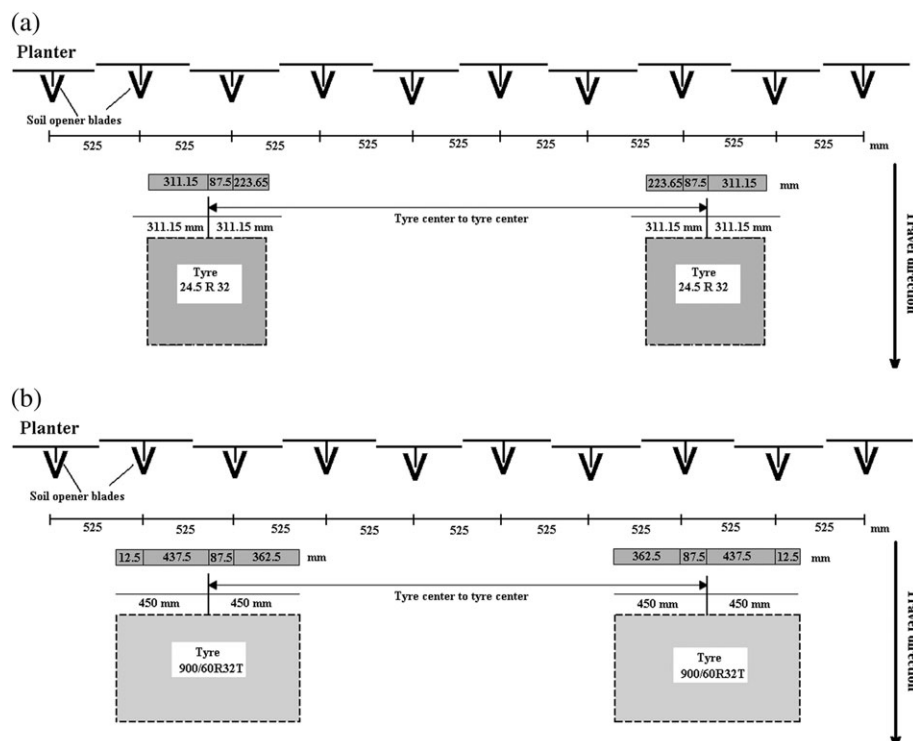 (a)
Planter
Soil opener blades
525 525 525 525 525 525 525 525 525 mm
311.15 87.5 223.65 223.65 87.5 311.15 mm
Tyre center to tyre center
311.15 mm 311.15 mm 311.15 mm 311.15 mm
Tyre
24.5 R 32
Tyre
24.5 R 32
Travel direction
(b)
Planter
Soil opener blades
525 525 525 525 525 525 525 525 525 mm
12.5 437.5 87.5 362.5 mm 362.5 87.5 437.5 12.5 mm
Tyre center to tyre center
450 mm 450 mm 450 mm 450 mm
Tyre
900/60R32T
Tyre
900/60R32T
Travel direction